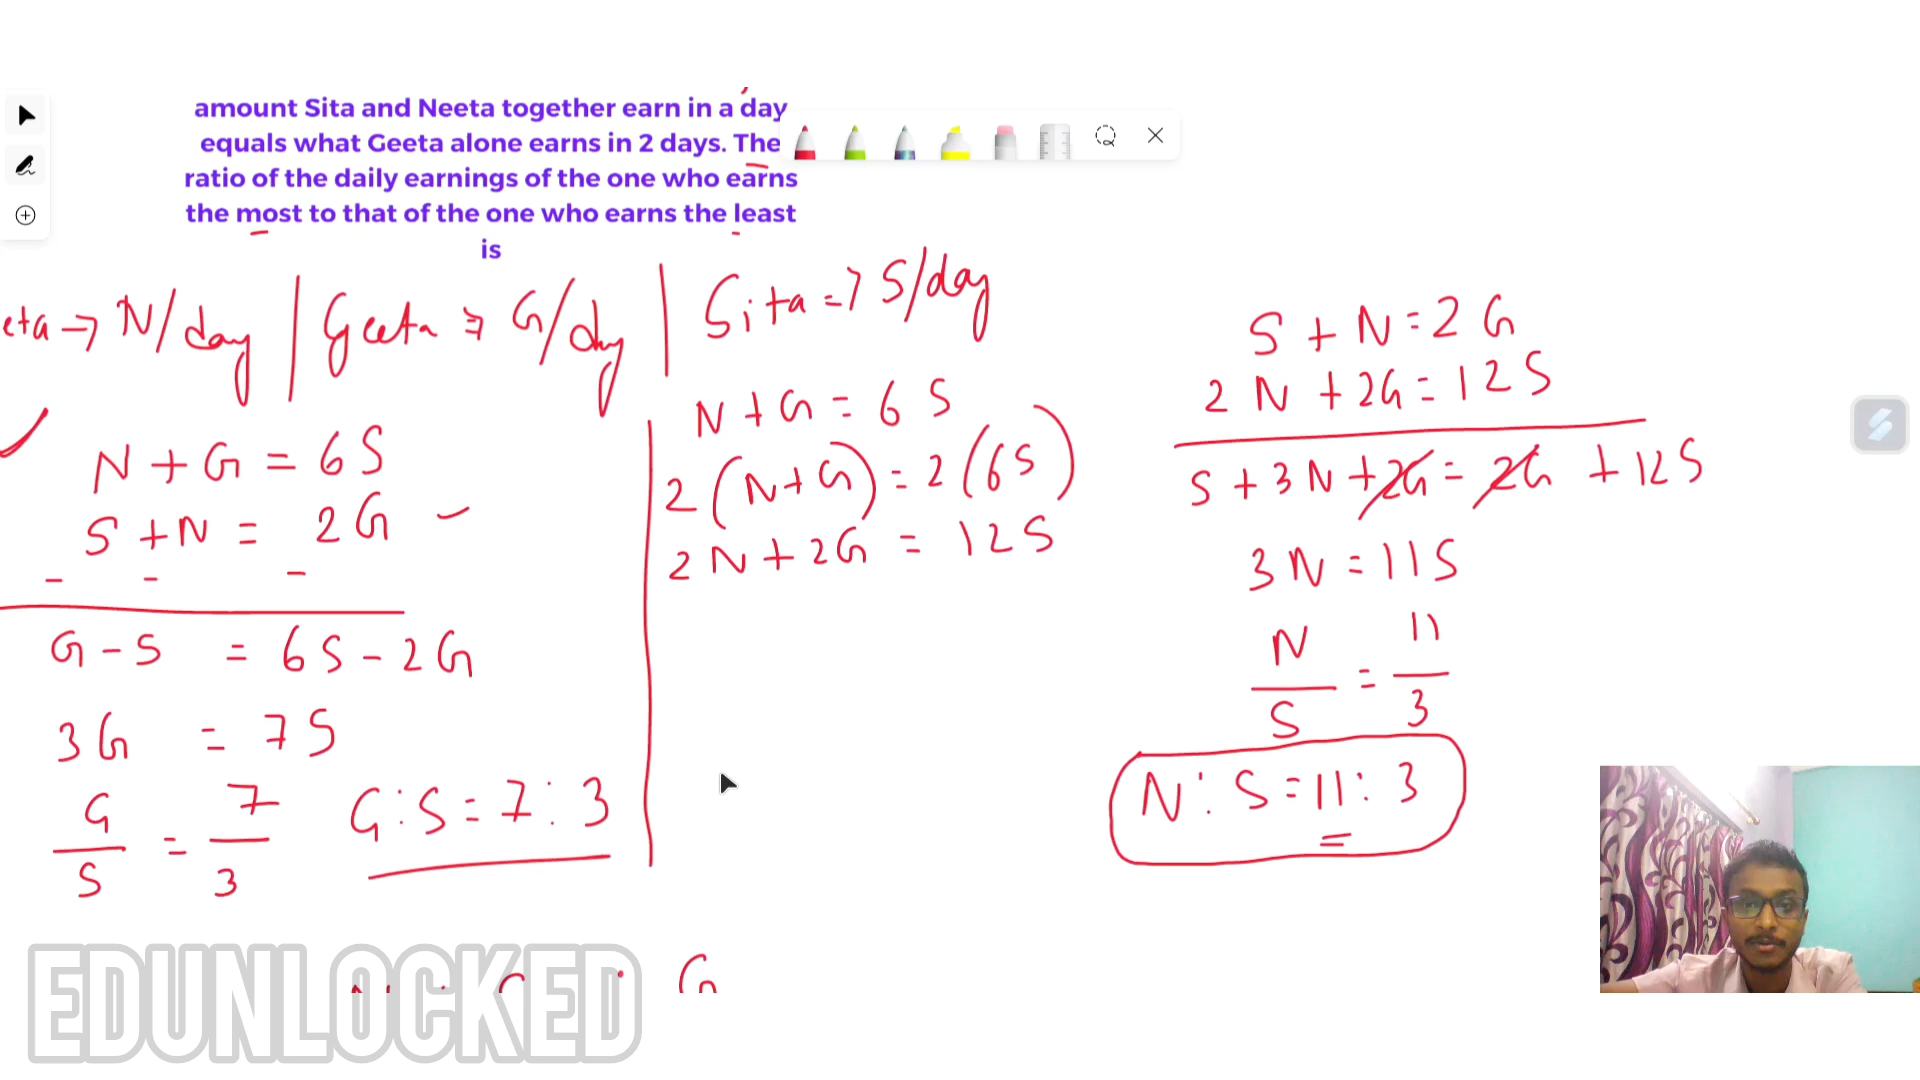 amount Sita and Neeta together earn in a day
equals what Geeta alone earns in 2 days. The
ratio of the daily earnings of the one who earns
the most to that of the one who earns the least
is
eta → N/day | Geeta ⇒ G/day | Sita => S/day
N + G = 6S
S + N = 2G
- - -
G - S = 6S - 2G
3G = 7S
G/S = 7/3
G : S = 7 : 3
N + G = 6S
2(N+G) = 2(6S)
2N + 2G = 12S
S + N = 2G
2N + 2G = 12S
S + 3N + 2G = 2G + 12S
3N = 11S
N/S = 11/3
N : S = 11 : 3
: G
EDUNLOCKED